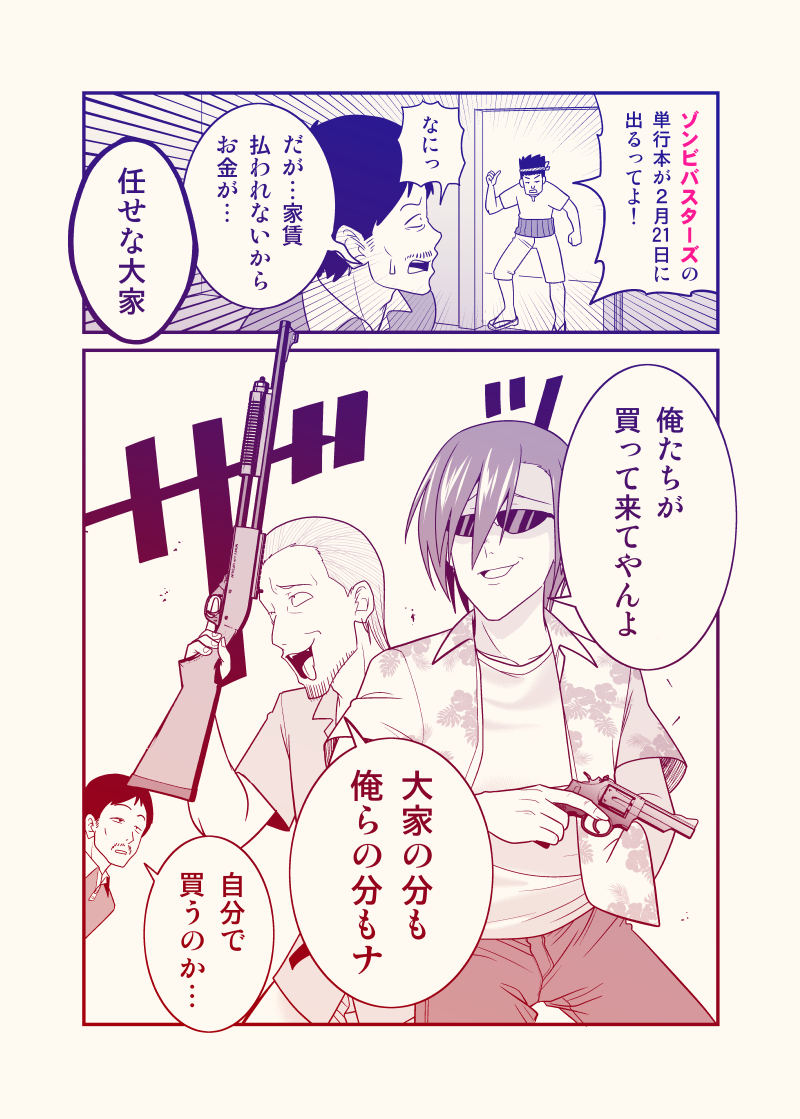 ゾンビバスターズの
単行本が2月21日に
出るってよ!
なにっ
だが…家賃
払われないから
お金が…
任せな大家
俺たちが
買って来てやんよ
ザッ
大家の分も
俺らの分もナ
自分で
買うのか…